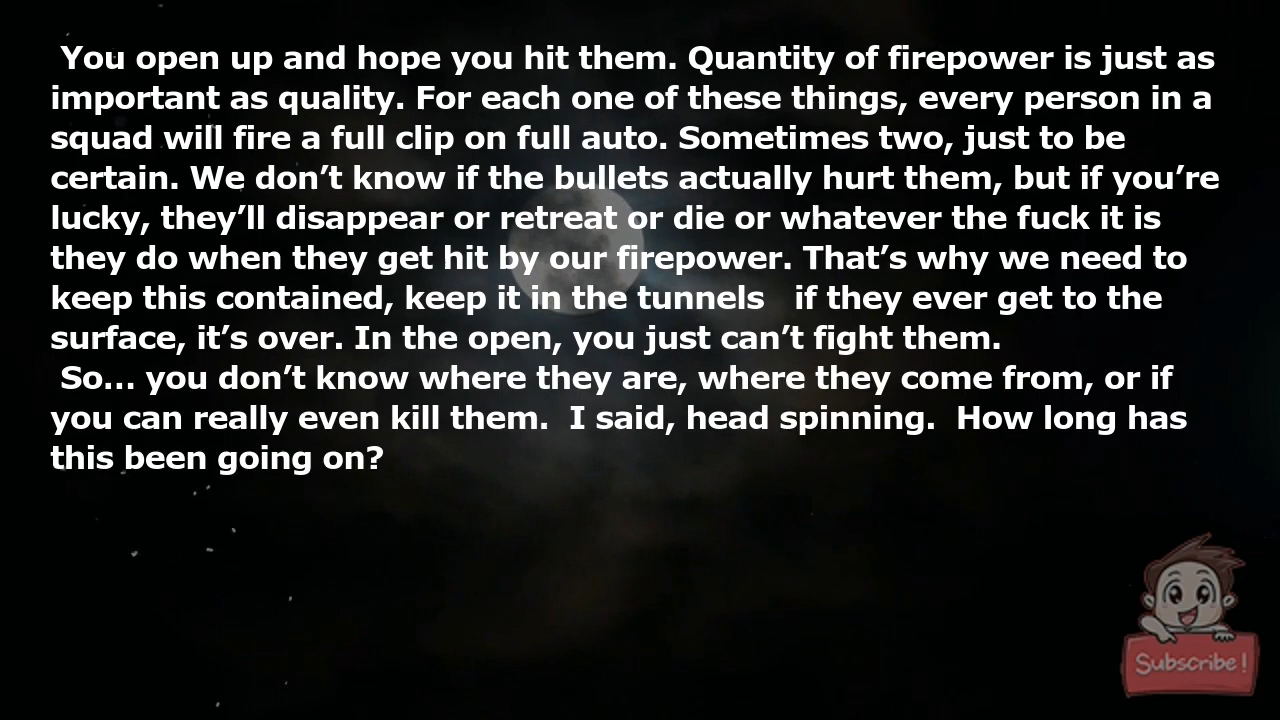 You open up and hope you hit them. Quantity of firepower is just as
important as quality. For each one of these things, every person in a
squad will fire a full clip on full auto. Sometimes two, just to be
certain. We don’t know if the bullets actually hurt them, but if you’re
lucky, they’ll disappear or retreat or die or whatever the fuck it is
they do when they get hit by our firepower. That’s why we need to
keep this contained, keep it in the tunnels   if they ever get to the
surface, it’s over. In the open, you just can’t fight them.
So… you don’t know where they are, where they come from, or if
you can really even kill them.  I said, head spinning.  How long has
this been going on?
Subscribe!